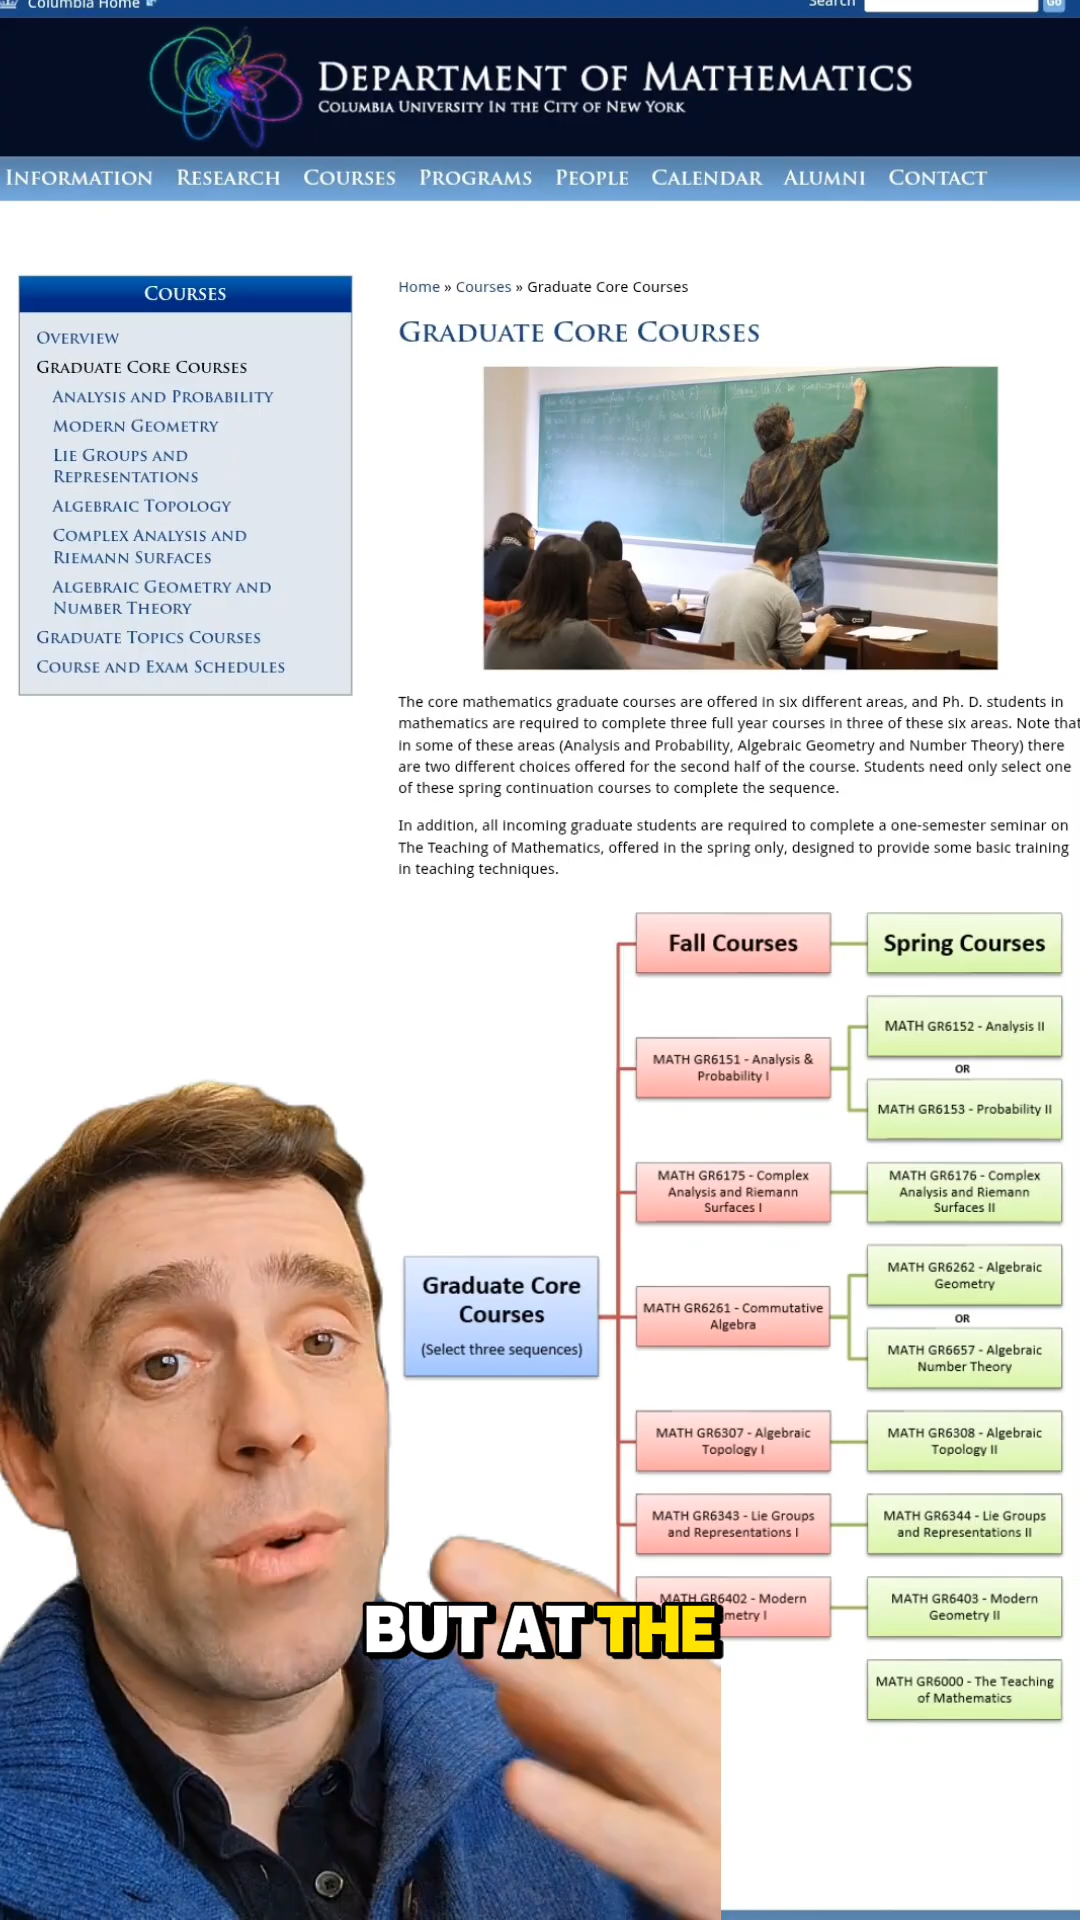 Columbia Home
Search
Go
DEPARTMENT OF MATHEMATICS
COLUMBIA UNIVERSITY IN THE CITY OF NEW YORK
INFORMATION RESEARCH COURSES PROGRAMS PEOPLE CALENDAR ALUMNI CONTACT
COURSES
OVERVIEW
GRADUATE CORE COURSES
ANALYSIS AND PROBABILITY
MODERN GEOMETRY
LIE GROUPS AND
REPRESENTATIONS
ALGEBRAIC TOPOLOGY
COMPLEX ANALYSIS AND
RIEMANN SURFACES
ALGEBRAIC GEOMETRY AND
NUMBER THEORY
GRADUATE TOPICS COURSES
COURSE AND EXAM SCHEDULES
Home » Courses » Graduate Core Courses
GRADUATE CORE COURSES
The core mathematics graduate courses are offered in six different areas, and Ph. D. students in
mathematics are required to complete three full year courses in three of these six areas. Note that
in some of these areas (Analysis and Probability, Algebraic Geometry and Number Theory) there
are two different choices offered for the second half of the course. Students need only select one
of these spring continuation courses to complete the sequence.
In addition, all incoming graduate students are required to complete a one-semester seminar on
The Teaching of Mathematics, offered in the spring only, designed to provide some basic training
in teaching techniques.
Fall Courses
Spring Courses
MATH GR6151 - Analysis &
Probability I
MATH GR6152 - Analysis II
OR
MATH GR6153 - Probability II
MATH GR6175 - Complex
Analysis and Riemann
Surfaces I
MATH GR6176 - Complex
Analysis and Riemann
Surfaces II
Graduate Core
Courses
(Select three sequences)
MATH GR6261 - Commutative
Algebra
MATH GR6262 - Algebraic
Geometry
OR
MATH GR6657 - Algebraic
Number Theory
MATH GR6307 - Algebraic
Topology I
MATH GR6308 - Algebraic
Topology II
MATH GR6343 - Lie Groups
and Representations I
MATH GR6344 - Lie Groups
and Representations II
MATH GR6402 - Modern
metry I
MATH GR6403 - Modern
Geometry II
MATH GR6000 - The Teaching
of Mathematics
BUT AT THE